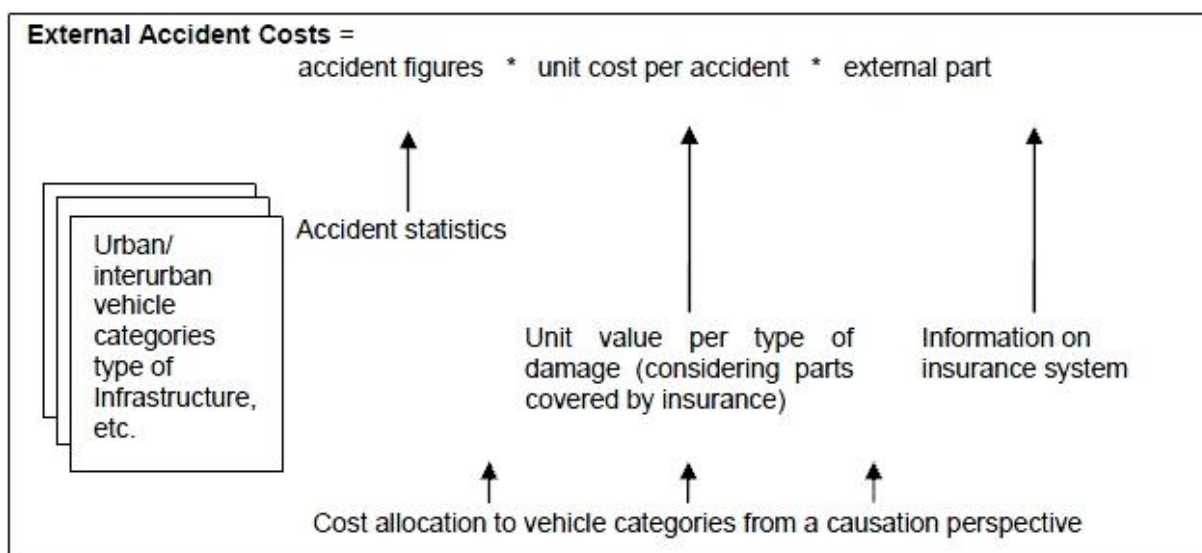 External Accident Costs =
accident figures * unit cost per accident * external part
Accident statistics
Urban/
interurban
vehicle
categories
type of
Infrastructure,
etc.
Unit value per type of
damage (considering parts
covered by insurance)
Information on
insurance system
Cost allocation to vehicle categories from a causation perspective